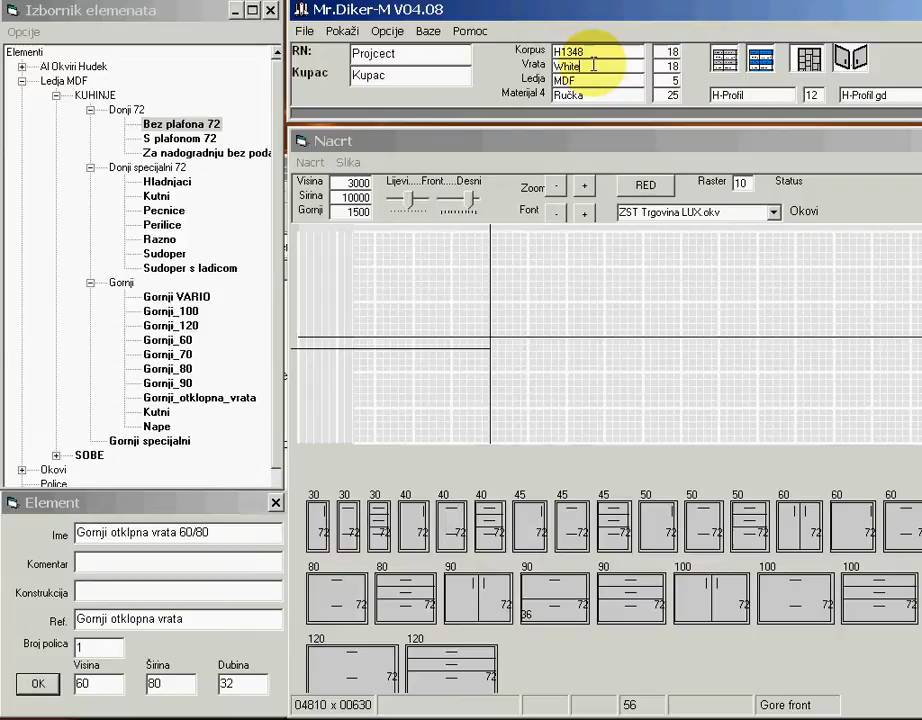 Izbornik elemenata
Opcije
Elementi
Al Okviri Hudek
Ledja MDF
KUHINJE
Donji 72
Bez plafona 72
S plafonom 72
Za nadogradnju bez poda
Donji specijalni 72
Hladnjaci
Kutni
Pecnice
Perilice
Razno
Sudoper
Sudoper s ladicom
Gornji
Gornji VARIO
Gornji_100
Gornji_120
Gornji_60
Gornji_70
Gornji_80
Gornji_90
Gornji_otklopna_vrata
Kutni
Nape
Gornji specijalni
SOBE
Okovi
Police
Element
Ime Gornji otklpna vrata 60/80
Komentar
Konstrukcija
Ref. Gornji otklopna vrata
Broj polica 1
Visina Širina Dubina
OK 60 80 32
Mr.Diker-M V04.08
File Pokaži Opcije Baze Pomoc
RN: Projcect
Kupac Kupac
Korpus H1348 18
Vrata White 18
Ledja MDF 5
Materijal 4 Ručka 25
H-Profil 12 H-Profil gd
Nacrt
Nacrt Slika
Visina 3000
Sirina 10000
Gornji 1500
Lijevi....Front....Desni
Zoom - +
Font - +
RED Raster 10 Status
ZST Trgovina LUX.okv Okovi
30 30 30 40 40 40 45 45 45 50 50 50 60 60 60
72 72 72 72 72 72 72 72 72 72 72 72 72 72 72
80 80 90 90 90 100 100 100
72 72 72 72 72 72 72 72
36
120 120
72 72
04810 x 00630 56 Gore front